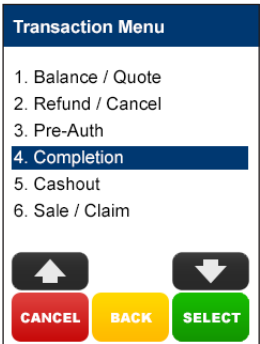 Transaction Menu
1. Balance / Quote
2. Refund / Cancel
3. Pre-Auth
4. Completion
5. Cashout
6. Sale / Claim
CANCEL BACK SELECT